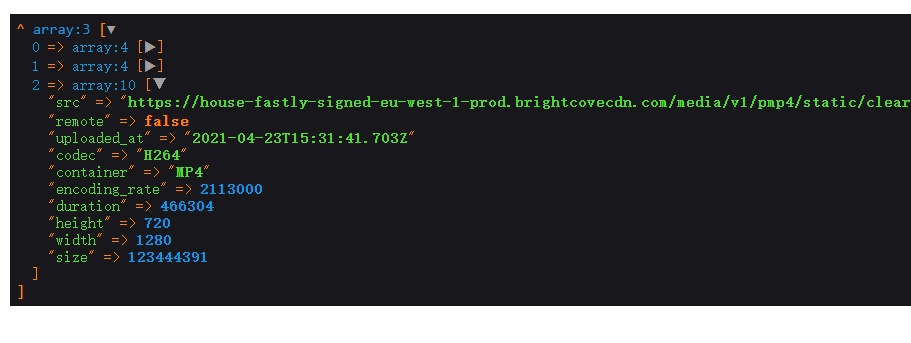 ^ array:3 [▼
0 => array:4 [▶]
1 => array:4 [▶]
2 => array:10 [▼
"src" => "https://house-fastly-signed-eu-west-1-prod.brightcovecdn.com/media/v1/pmp4/static/clear
"remote" => false
"uploaded_at" => "2021-04-23T15:31:41.703Z"
"codec" => "H264"
"container" => "MP4"
"encoding_rate" => 2113000
"duration" => 466304
"height" => 720
"width" => 1280
"size" => 123444391
]
]